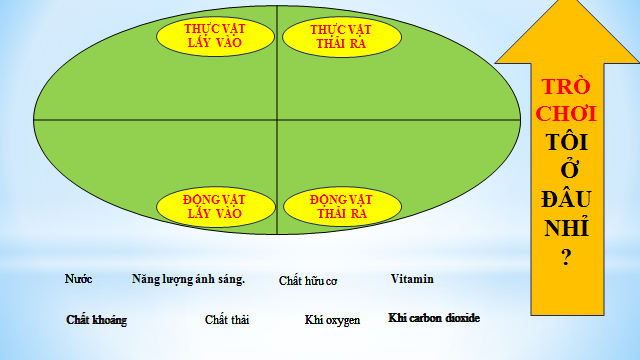 THỰC VẬT
LẤY VÀO
THỰC VẬT
THẢI RA
ĐỘNG VẬT
LẤY VÀO
ĐỘNG VẬT
THẢI RA
TRÒ
CHƠI
TÔI
Ở
ĐÂU
NHỈ
?
Nước
Năng lượng ánh sáng.
Chất hữu cơ
Vitamin
Chất khoáng
Chất thải
Khí oxygen
Khí carbon dioxide